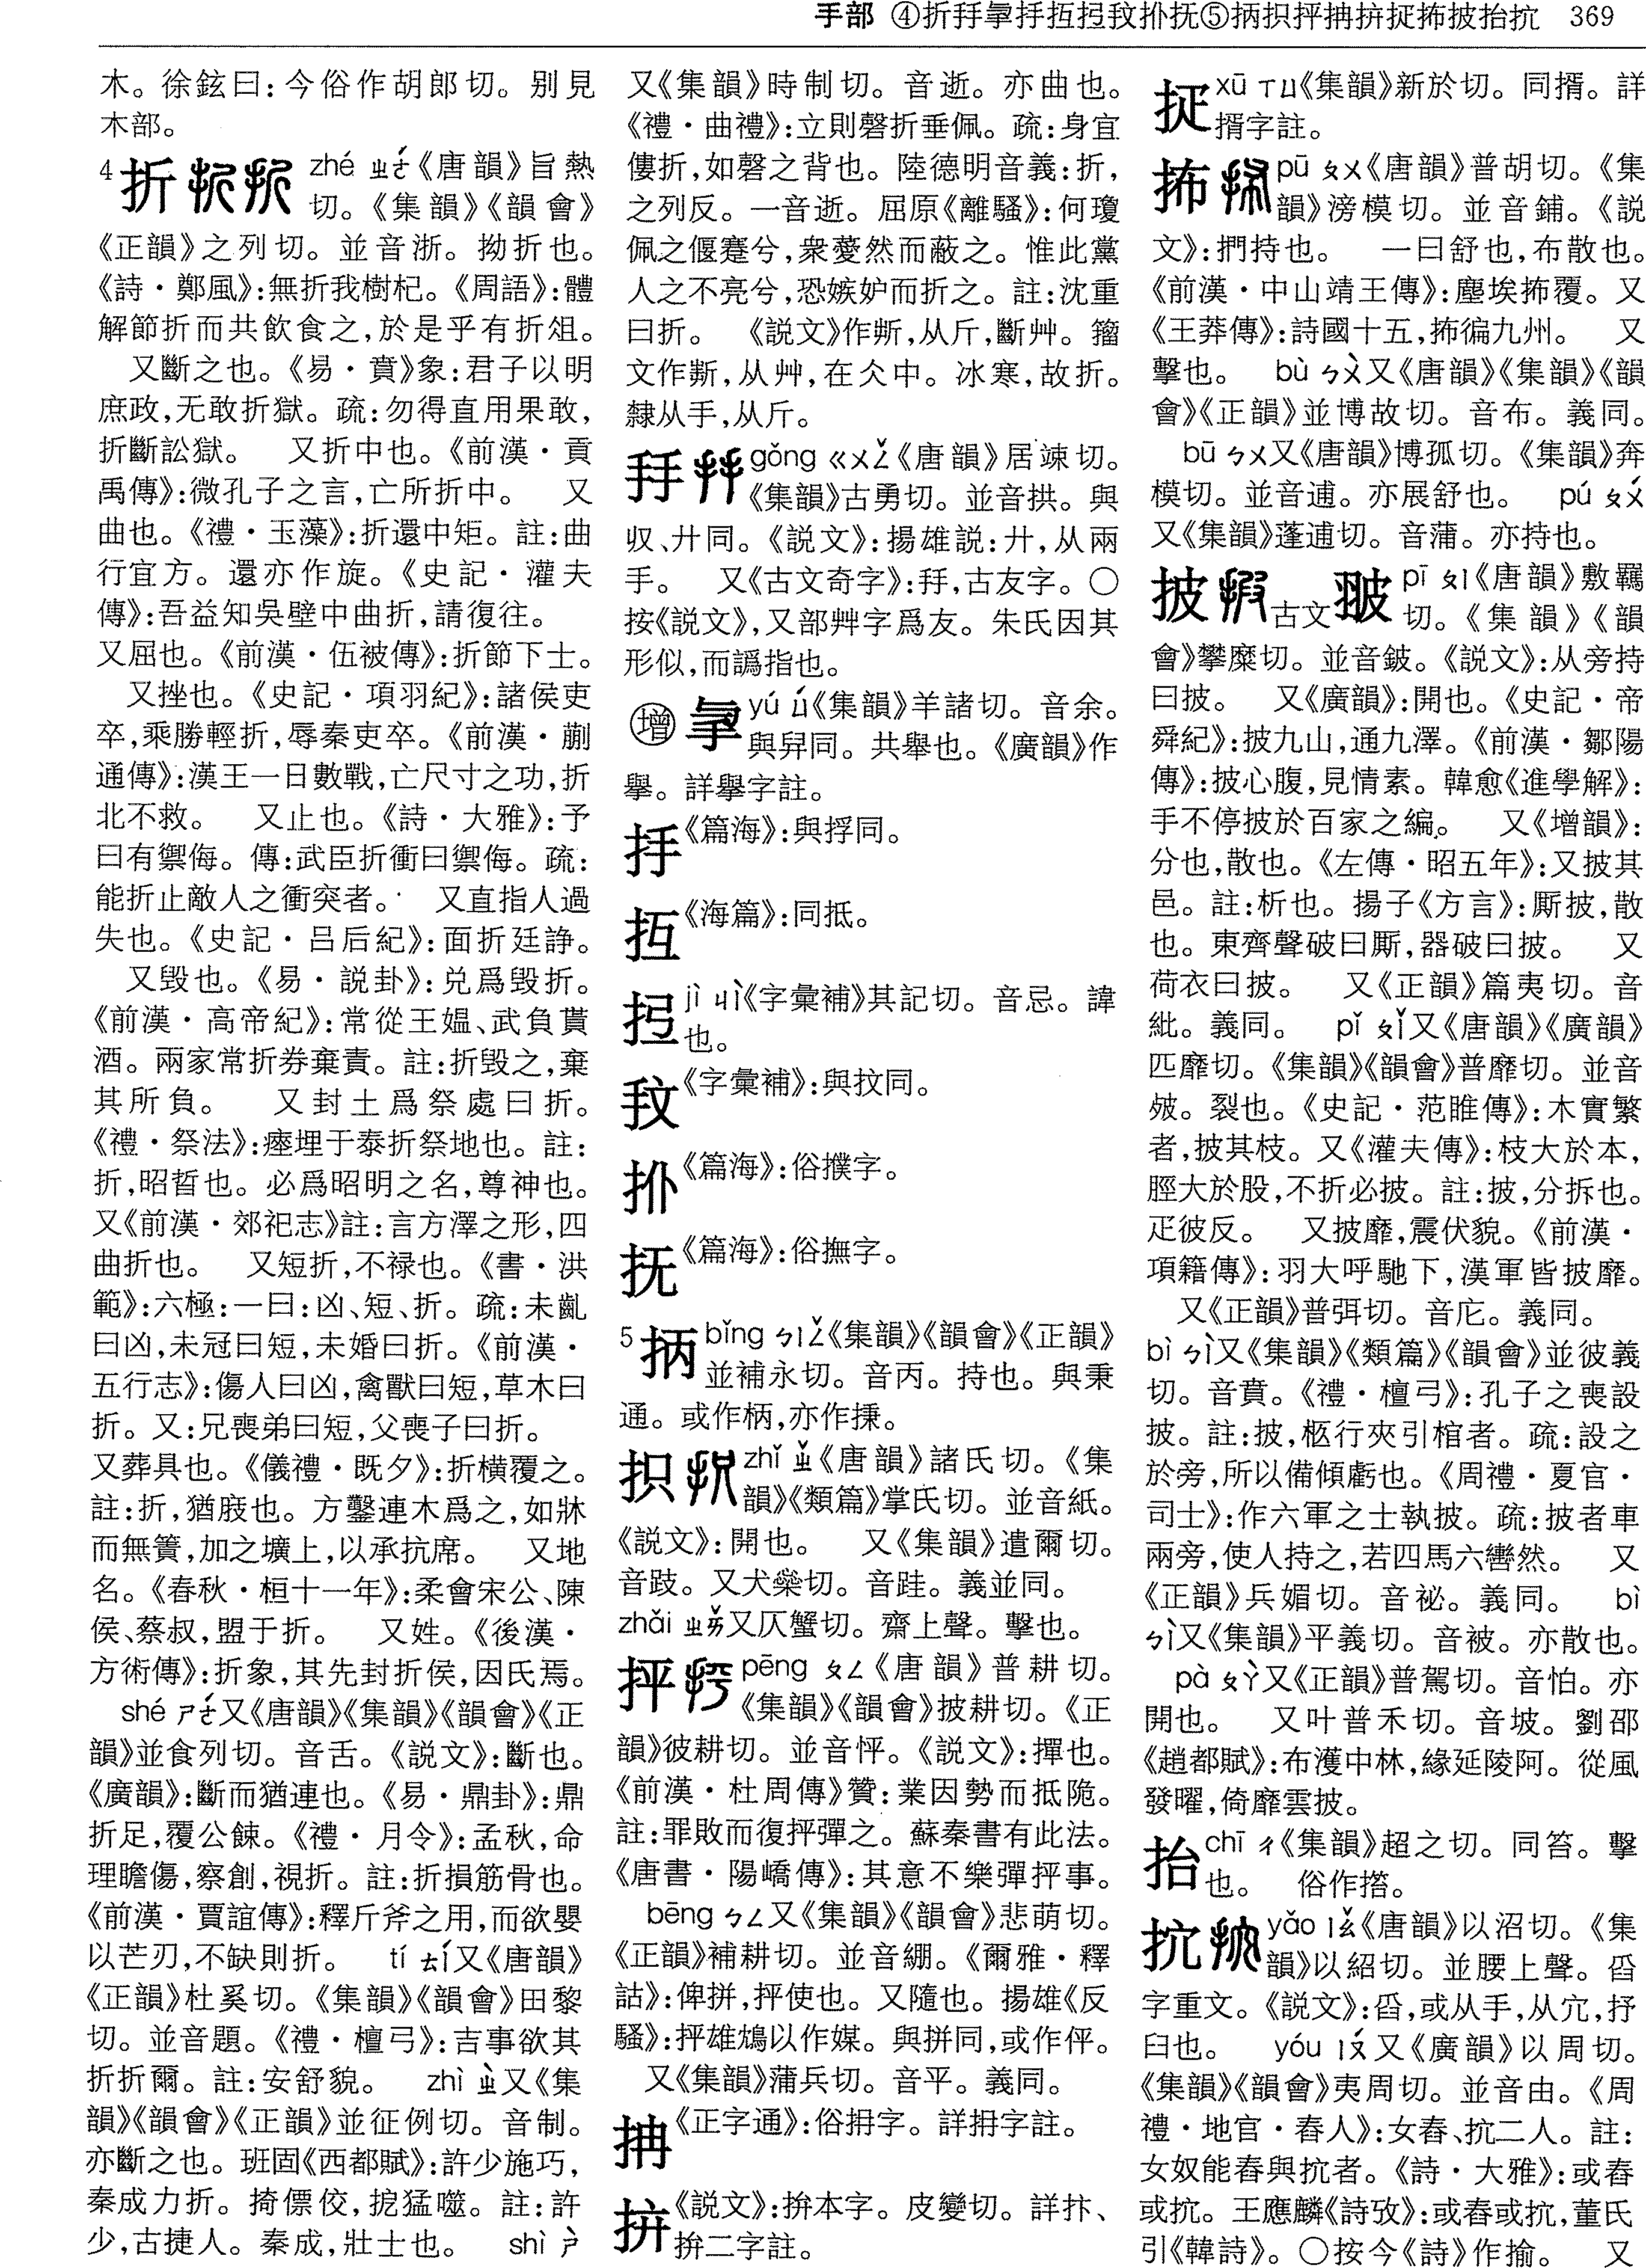 手部 ④折拜𢪙抙抂抇𢪱扑抚⑤抦抧抨抩拚抷抪披抬抭 369
木。徐鉉曰:今俗作胡郎切。别見
木部。
4 折 zhé ㄓㄜˊ《唐韻》旨熱
切。《集韻》《韻會》
《正韻》之列切。並音浙。拗折也。
《詩·鄭風》:無折我樹杞。《周語》:體
解節折而共飲食之,於是乎有折俎。
又斷之也。《易·賁》象:君子以明
庶政,无敢折獄。疏:勿得直用果敢,
折斷訟獄。 又折中也。《前漢·貢
禹傳》:微孔子之言,亡所折中。 又
曲也。《禮·玉藻》:折還中矩。註:曲
行宜方。還亦作旋。《史記·灌夫
傳》:吾益知吳壁中曲折,請復往。
又屈也。《前漢·伍被傳》:折節下士。
又挫也。《史記·項羽紀》:諸侯吏
卒,乘勝輕折,辱秦吏卒。《前漢·蒯
通傳》:漢王一日數戰,亡尺寸之功,折
北不救。 又止也。《詩·大雅》:予
曰有禦侮。傳:武臣折衝曰禦侮。疏:
能折止敵人之衝突者。 又直指人過
失也。《史記·吕后紀》:面折廷諍。
又毁也。《易·説卦》:兑爲毁折。
《前漢·高帝紀》:常從王媪、武負貰
酒。兩家常折券棄責。註:折毁之,棄
其所負。 又封土爲祭處曰折。
《禮·祭法》:瘞埋于泰折祭地也。註:
折,昭晢也。必爲昭明之名,尊神也。
又《前漢·郊祀志》註:言方澤之形,四
曲折也。 又短折,不禄也。《書·洪
範》:六極:一曰:凶、短、折。疏:未齓
曰凶,未冠曰短,未婚曰折。《前漢·
五行志》:傷人曰凶,禽獸曰短,草木曰
折。又:兄喪弟曰短,父喪子曰折。
又葬具也。《儀禮·既夕》:折橫覆之。
註:折,猶庪也。方鑿連木爲之,如牀
而無簀,加之壙上,以承抗席。 又地
名。《春秋·桓十一年》:柔會宋公、陳
侯、蔡叔,盟于折。 又姓。《後漢·
方術傳》:折象,其先封折侯,因氏焉。
shé ㄕㄜˊ又《唐韻》《集韻》《韻會》《正
韻》並食列切。音舌。《説文》:斷也。
《廣韻》:斷而猶連也。《易·鼎卦》:鼎
折足,覆公餗。《禮·月令》:孟秋,命
理瞻傷,察創,視折。註:折損筋骨也。
《前漢·賈誼傳》:釋斤斧之用,而欲嬰
以芒刃,不缺則折。 tí ㄊㄧˊ又《唐韻》
《正韻》杜奚切。《集韻》《韻會》田黎
切。並音題。《禮·檀弓》:吉事欲其
折折爾。註:安舒貌。 zhì ㄓˋ又《集
韻》《韻會》《正韻》並征例切。音制。
亦斷之也。班固《西都賦》:許少施巧,
秦成力折。掎僄佼,扼猛噬。註:許
少,古捷人。秦成,壯士也。 shì ㄕˋ
又《集韻》時制切。音逝。亦曲也。
《禮·曲禮》:立則磬折垂佩。疏:身宜
僂折,如磬之背也。陸德明音義:折,
之列反。一音逝。屈原《離騷》:何瓊
佩之偃蹇兮,衆薆然而蔽之。惟此黨
人之不亮兮,恐嫉妒而折之。註:沈重
曰折。 《説文》作㪿,从斤,斷艸。籀
文作𣂚,从艸,在仌中。冰寒,故折。
隸从手,从斤。
拜 gǒng ㄍㄨㄥˇ《唐韻》居竦切。
《集韻》古勇切。並音拱。與
収、廾同。《説文》:揚雄説:廾,从兩
手。 又《古文奇字》:拜,古友字。○
按《説文》,又部艸字爲友。朱氏因其
形似,而譌指也。
增 yú ㄩˊ《集韻》羊諸切。音余。
與舁同。共舉也。《廣韻》作
擧。詳擧字註。
抙《篇海》:與捊同。
《海篇》:同抵。
jì ㄐㄧˋ《字彙補》其記切。音忌。諱
也。
《字彙補》:與抆同。
《篇海》:俗撲字。
抚《篇海》:俗撫字。
5 抦 bǐng ㄅㄧㄥˇ《集韻》《韻會》《正韻》
並補永切。音丙。持也。與秉
通。或作柄,亦作㨀。
抧 zhǐ ㄓˇ《唐韻》諸氏切。《集
韻》《類篇》掌氏切。並音紙。
《説文》:開也。 又《集韻》遣爾切。
音跂。又犬橤切。音跬。義並同。
zhǎi ㄓㄞˇ又仄蟹切。齋上聲。擊也。
抨 pēng ㄆㄥ《唐韻》普耕切。
《集韻》《韻會》披耕切。《正
韻》彼耕切。並音怦。《説文》:撣也。
《前漢·杜周傳》贊:業因勢而抵陒。
註:罪敗而復抨彈之。蘇秦書有此法。
《唐書·陽嶠傳》:其意不樂彈抨事。
bēng ㄅㄥ又《集韻》《韻會》悲萌切。
《正韻》補耕切。並音綳。《爾雅·釋
詁》:俾拼,抨使也。又隨也。揚雄《反
騷》:抨雄鴆以作媒。與拼同,或作伻。
又《集韻》蒲兵切。音平。義同。
抩《正字通》:俗拰字。詳拰字註。
拚《説文》:拚本字。皮變切。詳抃、
拚二字註。
xū ㄒㄩ《集韻》新於切。同揟。詳
揟字註。
抪 pū ㄆㄨ《唐韻》普胡切。《集
韻》滂模切。並音鋪。《説
文》:捫持也。 一曰舒也,布散也。
《前漢·中山靖王傳》:塵埃抪覆。又
《王莽傳》:詩國十五,抪徧九州。 又
擊也。 bù ㄅㄨˋ又《唐韻》《集韻》《韻
會》《正韻》並博故切。音布。義同。
bū ㄅㄨ又《唐韻》博孤切。《集韻》奔
模切。並音逋。亦展舒也。 pú ㄆㄨˊ
又《集韻》蓬逋切。音蒲。亦持也。
披 古文 翍 pī ㄆㄧ《唐韻》敷羈
切。《集韻》《韻
會》攀糜切。並音鈹。《説文》:从旁持
曰披。 又《廣韻》:開也。《史記·帝
舜紀》:披九山,通九澤。《前漢·鄒陽
傳》:披心腹,見情素。韓愈《進學解》:
手不停披於百家之編。 又《增韻》:
分也,散也。《左傳·昭五年》:又披其
邑。註:析也。揚子《方言》:厮披,散
也。東齊聲破曰厮,器破曰披。 又
荷衣曰披。 又《正韻》篇夷切。音
紕。義同。 pǐ ㄆㄧˇ又《唐韻》《廣韻》
匹靡切。《集韻》《韻會》普靡切。並音
㱟。裂也。《史記·范雎傳》:木實繁
者,披其枝。又《灌夫傳》:枝大於本,
脛大於股,不折必披。註:披,分拆也。
疋彼反。 又披靡,震伏貌。《前漢·
項籍傳》:羽大呼馳下,漢軍皆披靡。
又《正韻》普弭切。音庀。義同。
bì ㄅㄧˋ又《集韻》《類篇》《韻會》並彼義
切。音賁。《禮·檀弓》:孔子之喪設
披。註:披,柩行夾引棺者。疏:設之
於旁,所以備傾虧也。《周禮·夏官·
司士》:作六軍之士執披。疏:披者車
兩旁,使人持之,若四馬六轡然。 又
《正韻》兵媚切。音祕。義同。 bì
ㄅㄧˋ又《集韻》平義切。音被。亦散也。
pà ㄆㄚˋ又《正韻》普駕切。音怕。亦
開也。 又叶普禾切。音坡。劉邵
《趙都賦》:布濩中林,緣延陵阿。從風
發曜,倚靡雲披。
抬 chī ㄔ《集韻》超之切。同笞。擊
也。 俗作撘。
抭 yǎo ㄧㄠˇ《唐韻》以沼切。《集
韻》以紹切。並腰上聲。舀
字重文。《説文》:舀,或从手,从宂,抒
臼也。 yóu ㄧㄡˊ又《廣韻》以周切。
《集韻》《韻會》夷周切。並音由。《周
禮·地官·舂人》:女舂、抭二人。註:
女奴能舂與抭者。《詩·大雅》:或舂
或抭。王應麟《詩攷》:或舂或抭,董氏
引《韓詩》。○按今《詩》作揄。 又